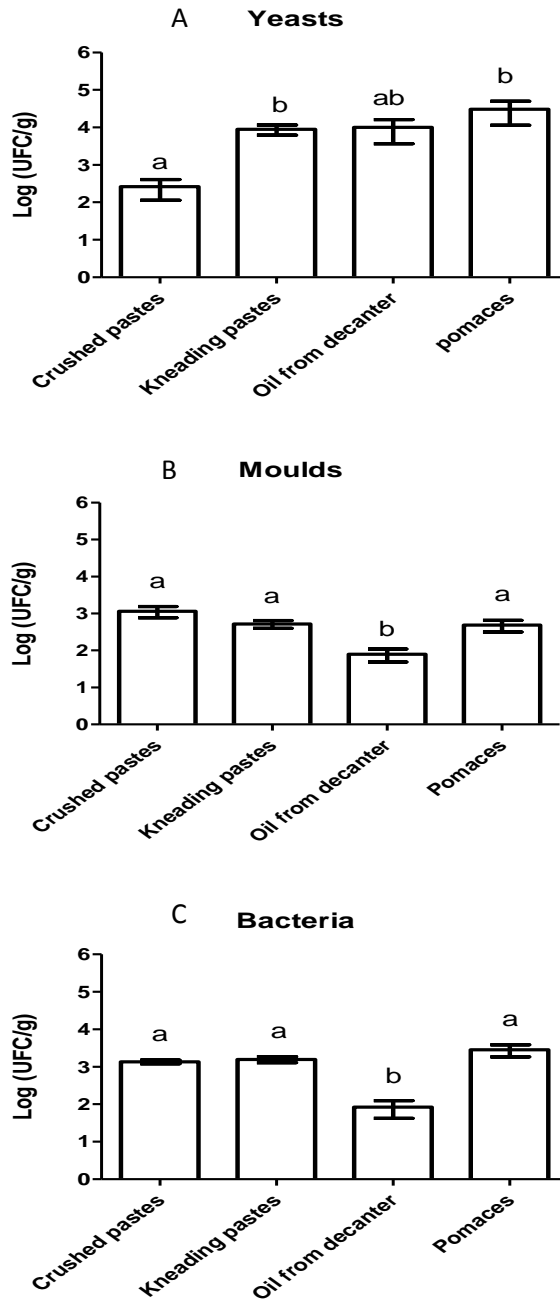 A Yeasts
6
5
4
3
2
1
0
Log (UFC/g)
a
b
ab
b
Crushed pastes
Kneading pastes
Oil from decanter
pomaces
B Moulds
6
5
4
3
2
1
0
Log (UFC/g)
a
a
b
a
Crushed pastes
Kneading pastes
Oil from decanter
Pomaces
C Bacteria
6
5
4
3
2
1
0
Log (UFC/g)
a
a
b
a
Crushed pastes
Kneading pastes
Oil from decanter
Pomaces